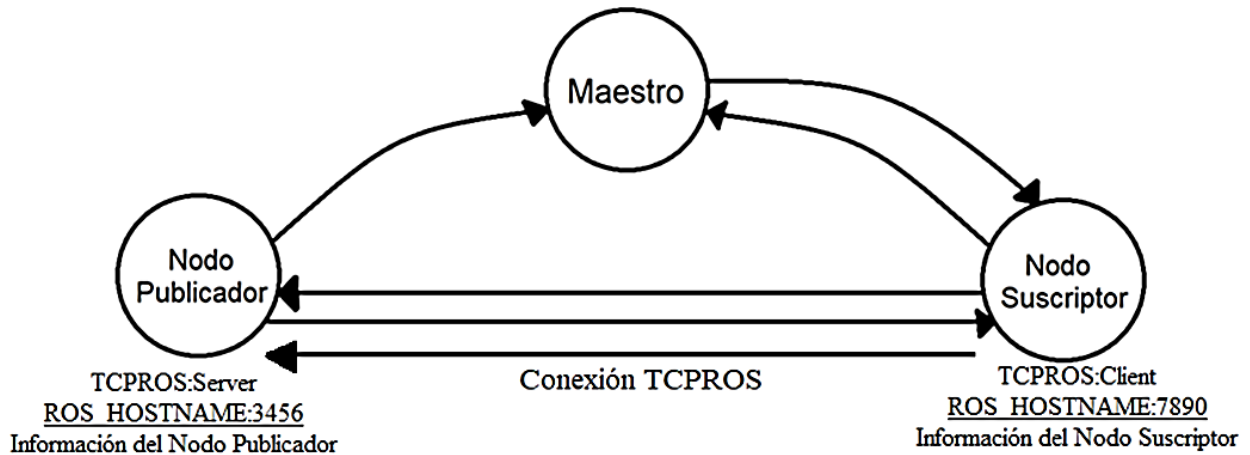 Maestro
Nodo
Publicador
Nodo
Suscriptor
Conexión TCPROS
TCPROS:Server
ROS_HOSTNAME:3456
Información del Nodo Publicador
TCPROS:Client
ROS_HOSTNAME:7890
Información del Nodo Suscriptor